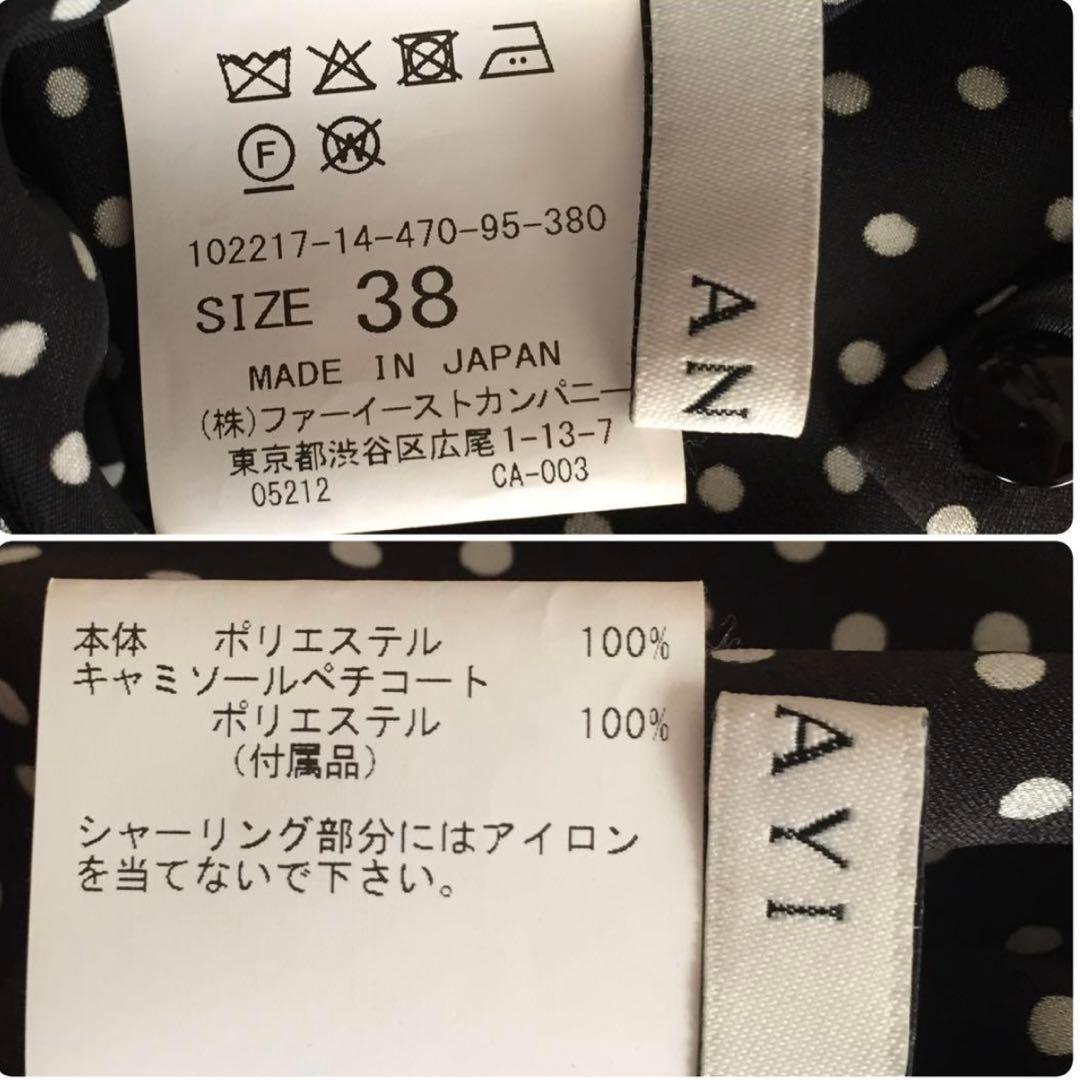 F W
102217-14-470-95-380
SIZE 38
MADE IN JAPAN
(株)ファーイーストカンパニー
東京都渋谷区広尾1-13-7
05212 CA-003
AN
本体 ポリエステル 100%
キャミソールペチコート
ポリエステル 100%
(付属品)
シャーリング部分にはアイロン
を当てないで下さい。
AYI